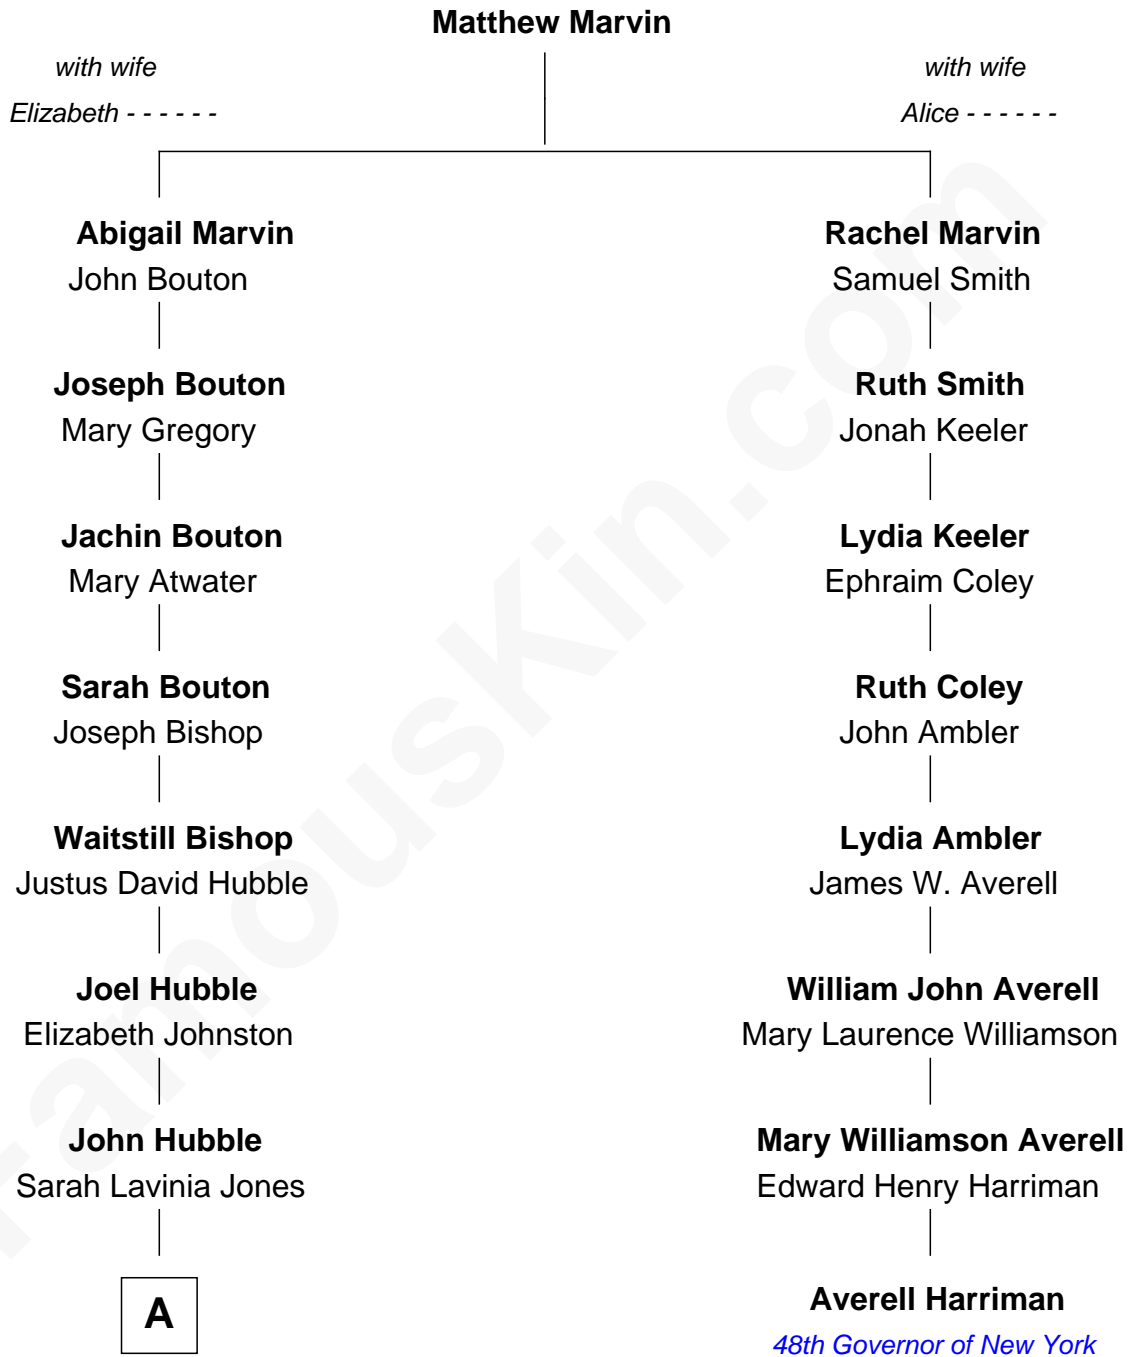 Matthew Marvin
with wife
Elizabeth - - - - - -
with wife
Alice - - - - - -
Abigail Marvin
John Bouton
Rachel Marvin
Samuel Smith
Joseph Bouton
Mary Gregory
Ruth Smith
Jonah Keeler
Jachin Bouton
Mary Atwater
Lydia Keeler
Ephraim Coley
Sarah Bouton
Joseph Bishop
Ruth Coley
John Ambler
Waitstill Bishop
Justus David Hubble
Lydia Ambler
James W. Averell
Joel Hubble
Elizabeth Johnston
William John Averell
Mary Laurence Williamson
John Hubble
Sarah Lavinia Jones
Mary Williamson Averell
Edward Henry Harriman
A
Averell Harriman
48th Governor of New York
FamousKin.com